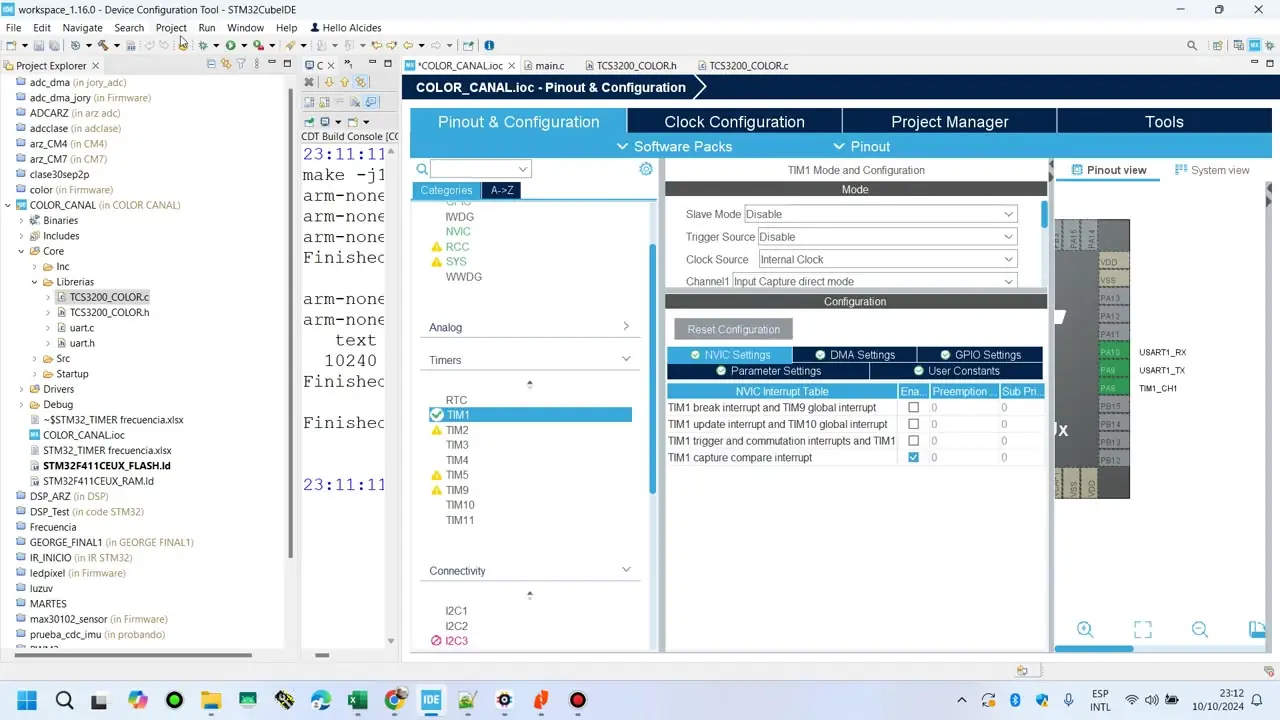 workspace_1.16.0 - Device Configuration Tool - STM32CubeIDE
File Edit Navigate Search Project Run Window Help Hello Alcides
Project Explorer
adc_dma (in jory_adc)
adc_dma_jory (in Firmware)
ADCARZ (in arz adc)
adcclase (in adclase)
arz_CM4 (in CM4)
arz_CM7 (in CM7)
clase30sep2p
color (in Firmware)
COLOR_CANAL (in COLOR CANAL)
Binaries
Includes
Core
Inc
Librerias
TCS3200_COLOR.c
TCS3200_COLOR.h
uart.c
uart.h
Src
Startup
Drivers
Debug
~$STM32_TIMER frecuencia.xlsx
COLOR_CANAL.ioc
STM32_TIMER frecuencia.xlsx
STM32F411CEUX_FLASH.ld
STM32F411CEUX_RAM.ld
DSP_ARZ (in DSP)
DSP_Test (in code STM32)
Frecuencia
GEORGE_FINAL1 (in GEORGE FINAL1)
IR_INICIO (in IR STM32)
ledpixel (in Firmware)
luzuv
MARTES
max30102_sensor (in Firmware)
prueba_cdc_imu (in probando)
C
CDT Build Console [CO
23:11:11
make -j1
arm-none
arm-none
arm-none
Finished
arm-none
arm-none
text
10240
Finished
Finished
23:11:11
*COLOR_CANAL.ioc main.c TCS3200_COLOR.h TCS3200_COLOR.c
COLOR_CANAL.ioc - Pinout & Configuration
Pinout & Configuration Clock Configuration Project Manager Tools
Software Packs Pinout
Categories A->Z
GPIO
IWDG
NVIC
RCC
SYS
WWDG
Analog
Timers
RTC
TIM1
TIM2
TIM3
TIM4
TIM5
TIM9
TIM10
TIM11
Connectivity
I2C1
I2C2
I2C3
TIM1 Mode and Configuration
Mode
Slave Mode Disable
Trigger Source Disable
Clock Source Internal Clock
Channel1 Input Capture direct mode
Configuration
Reset Configuration
NVIC Settings DMA Settings GPIO Settings
Parameter Settings User Constants
NVIC Interrupt Table Ena... Preemption ... Sub Pri...
TIM1 break interrupt and TIM9 global interrupt 0 0
TIM1 update interrupt and TIM10 global interrupt 0 0
TIM1 trigger and commutation interrupts and TIM1 0 0
TIM1 capture compare interrupt 0 0
Pinout view System view
PA15
PA14
VDD
VSS
PA13
PA12
PA11
PA10 USART1_RX
PA9 USART1_TX
PA8 TIM1_CH1
PB15
PB14
PB13
PB12
Ux
VSS
VDD
IDE
ESP
INTL
23:12
10/10/2024